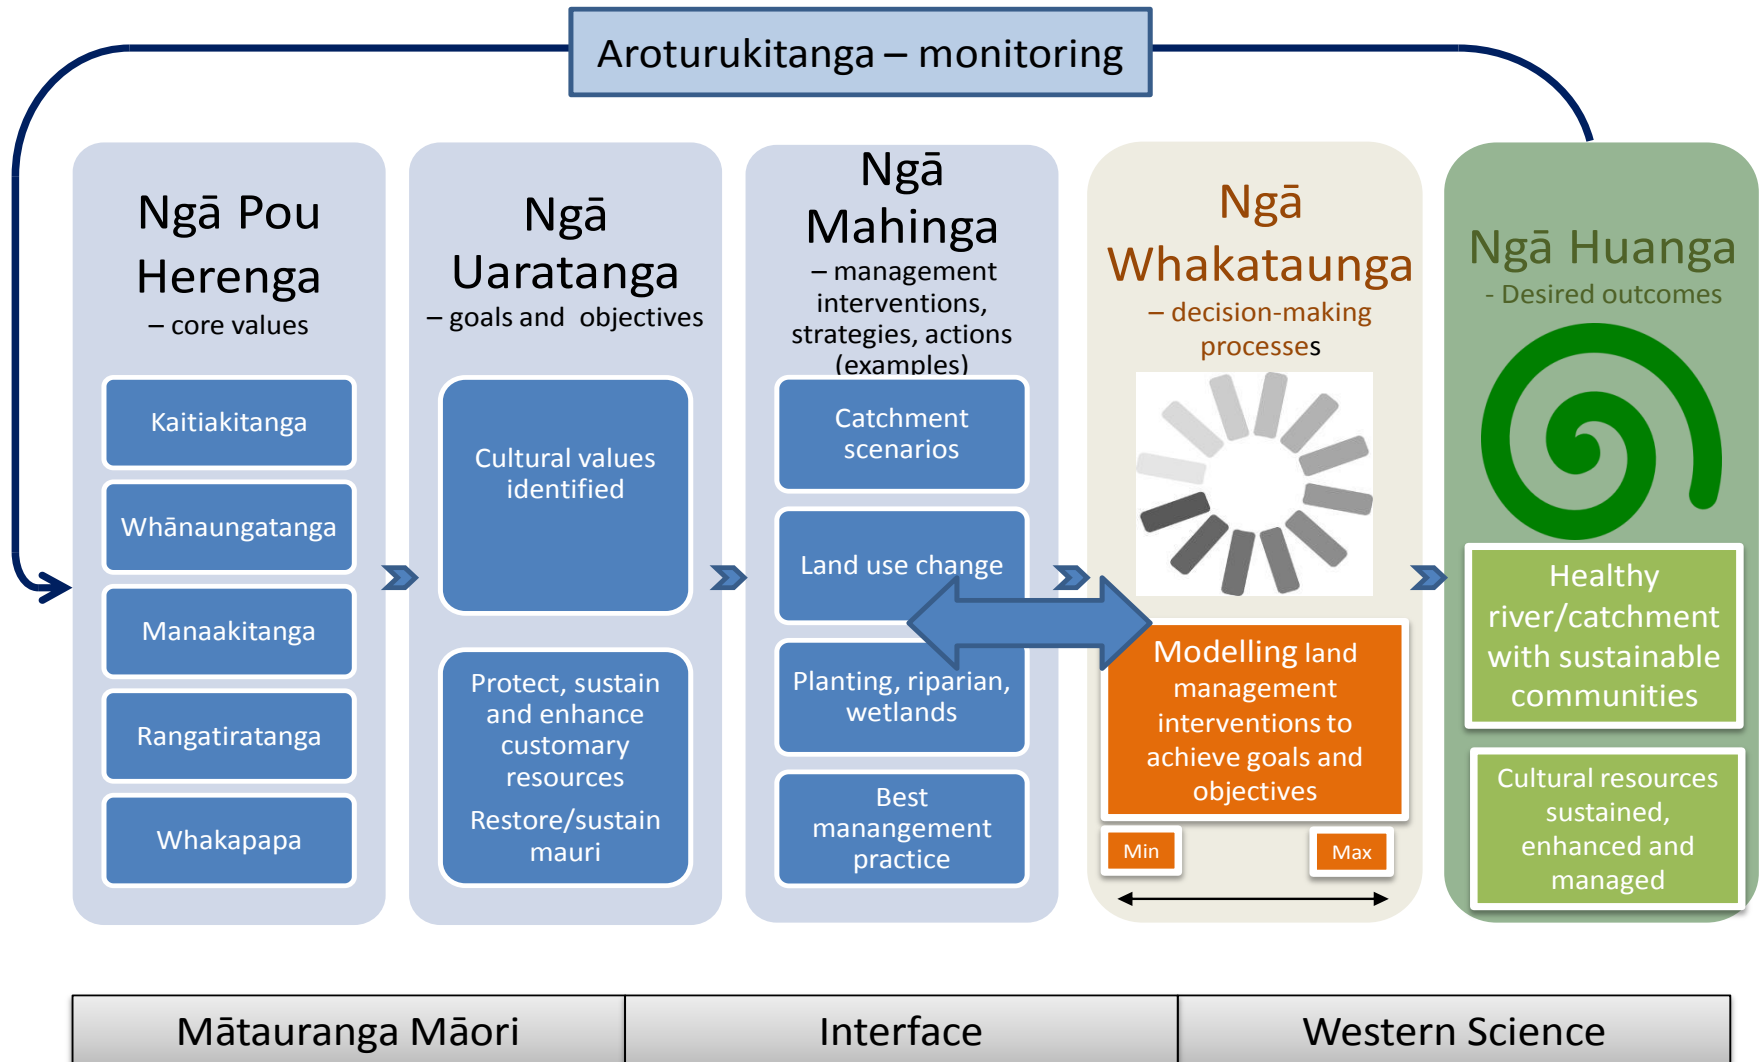 Aroturukitanga – monitoring
Ngā Pou
Herenga
– core values
Kaitiakitanga
Whānaungatanga
Manaakitanga
Rangatiratanga
Whakapapa
Ngā
Uaratanga
– goals and objectives
Cultural values
identified
Protect, sustain
and enhance
customary
resources
Restore/sustain
mauri
Ngā
Mahinga
– management
interventions,
strategies, actions
(examples)
Catchment
scenarios
Land use change
Planting, riparian,
wetlands
Best
manangement
practice
Ngā
Whakataunga
– decision-making
processes
Modelling land
management
interventions to
achieve goals and
objectives
Min
Max
Ngā Huanga
- Desired outcomes
Healthy
river/catchment
with sustainable
communities
Cultural resources
sustained,
enhanced and
managed
Mātauranga Māori
Interface
Western Science